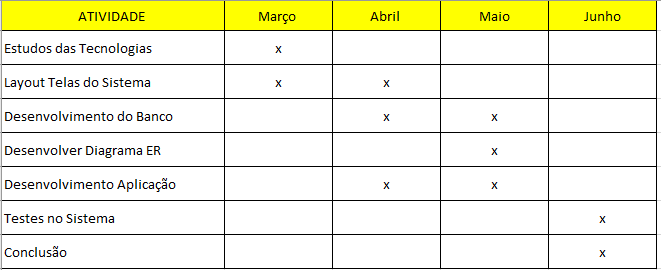 ATIVIDADE Março Abril Maio Junho
Estudos das Tecnologias x
Layout Telas do Sistema x x
Desenvolvimento do Banco x x
Desenvolver Diagrama ER x
Desenvolvimento Aplicação x x
Testes no Sistema x
Conclusão x